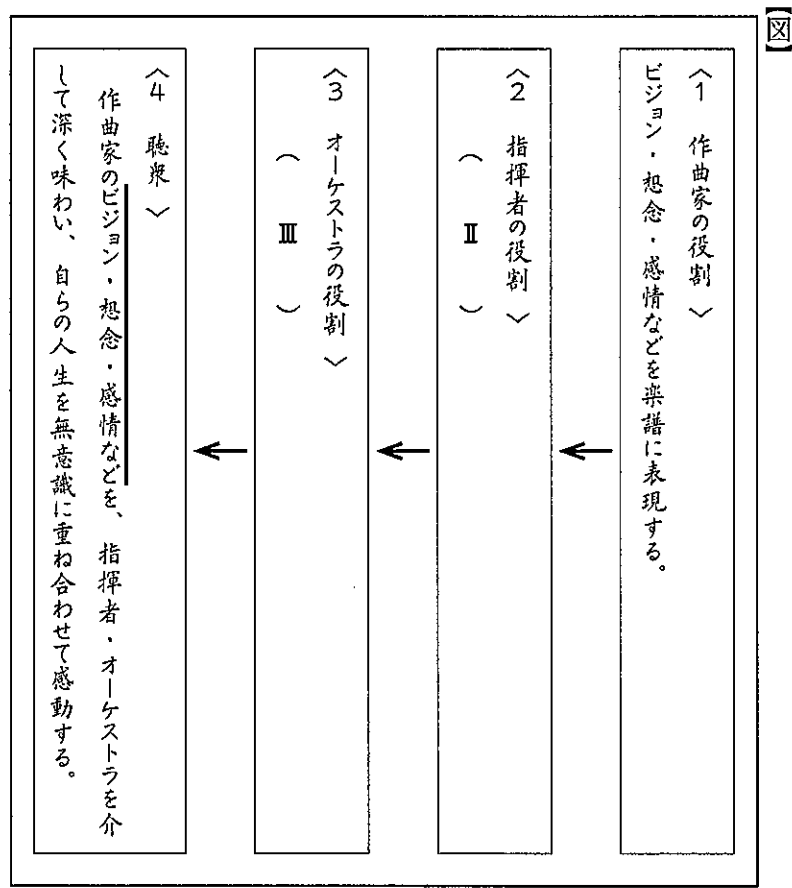 【図】
〈1 作曲家の役割〉
ビジョン・想念・感情などを楽譜に表現する。
〈2 指揮者の役割〉
( Ⅱ )
〈3 オーケストラの役割〉
( Ⅲ )
〈4 聴衆〉
作曲家のビジョン・想念・感情などを、指揮者・オーケストラを介
して深く味わい、自らの人生を無意識に重ね合わせて感動する。